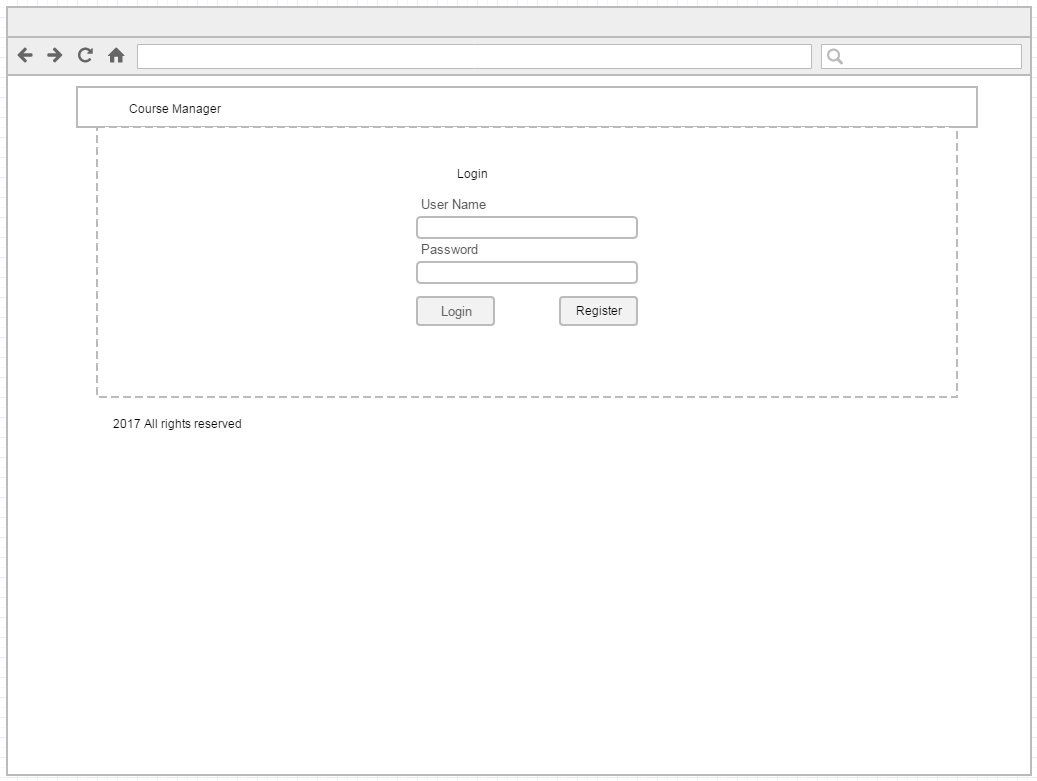 Course Manager
Login
User Name
Password
Login Register
2017 All rights reserved